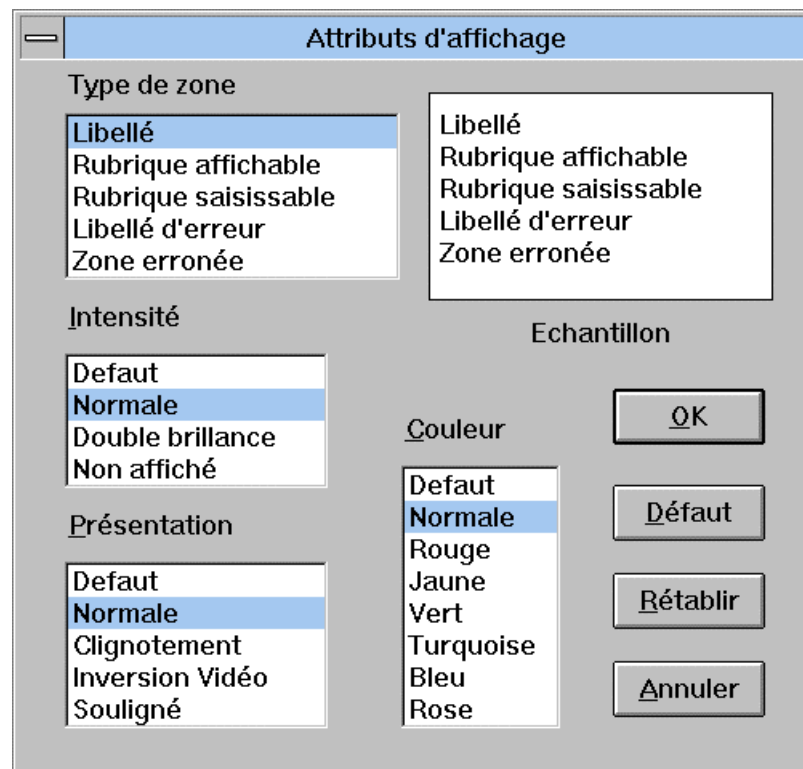 Attributs d'affichage
Type de zone
Libellé
Rubrique affichable
Rubrique saisissable
Libellé d'erreur
Zone erronée
Libellé
Rubrique affichable
Rubrique saisissable
Libellé d'erreur
Zone erronée
Echantillon
Intensité
Defaut
Normale
Double brillance
Non affiché
Présentation
Defaut
Normale
Clignotement
Inversion Vidéo
Souligné
Couleur
Defaut
Normale
Rouge
Jaune
Vert
Turquoise
Bleu
Rose
OK
Défaut
Rétablir
Annuler